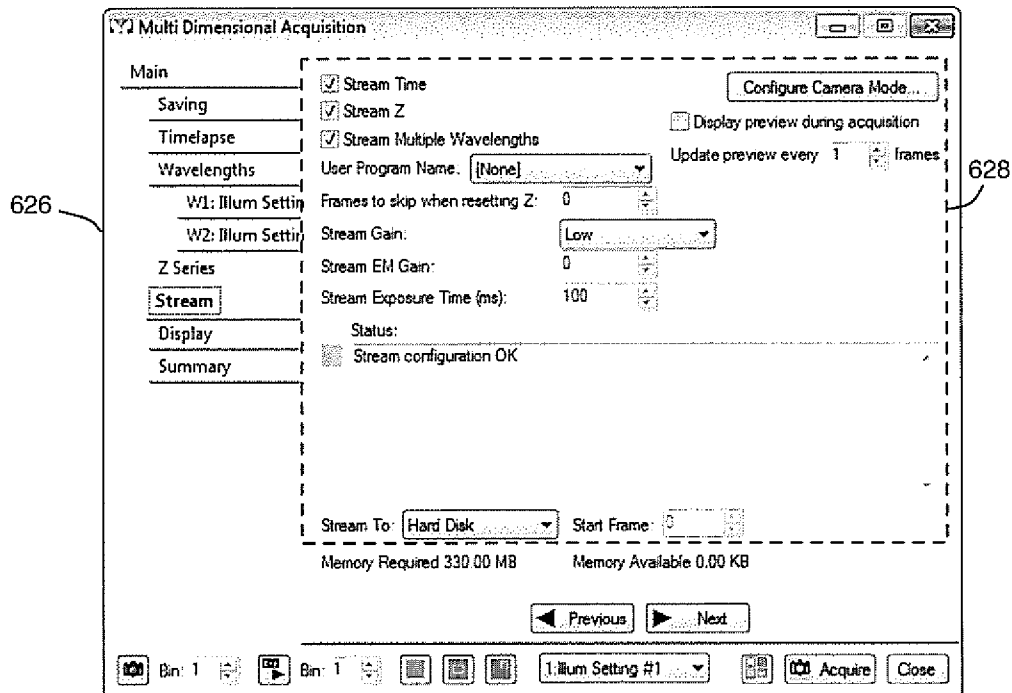 Multi Dimensional Acquisition
Main
Saving
Timelapse
Wavelengths
W1: Illum Settin
W2: Illum Settin
Z Series
Stream
Display
Summary
Stream Time
Stream Z
Stream Multiple Wavelengths
Configure Camera Mode...
Display preview during acquisition
Update preview every 1 frames
User Program Name: [None]
Frames to skip when resetting Z: 0
Stream Gain: Low
Stream EM Gain: 0
Stream Exposure Time (ms): 100
Status:
Stream configuration OK
Stream To: Hard Disk Start Frame: 0
Memory Required 330.00 MB Memory Available 0.00 KB
Previous Next
Bin: 1 Bin: 1 1:Illum Setting #1 Acquire Close
626
628